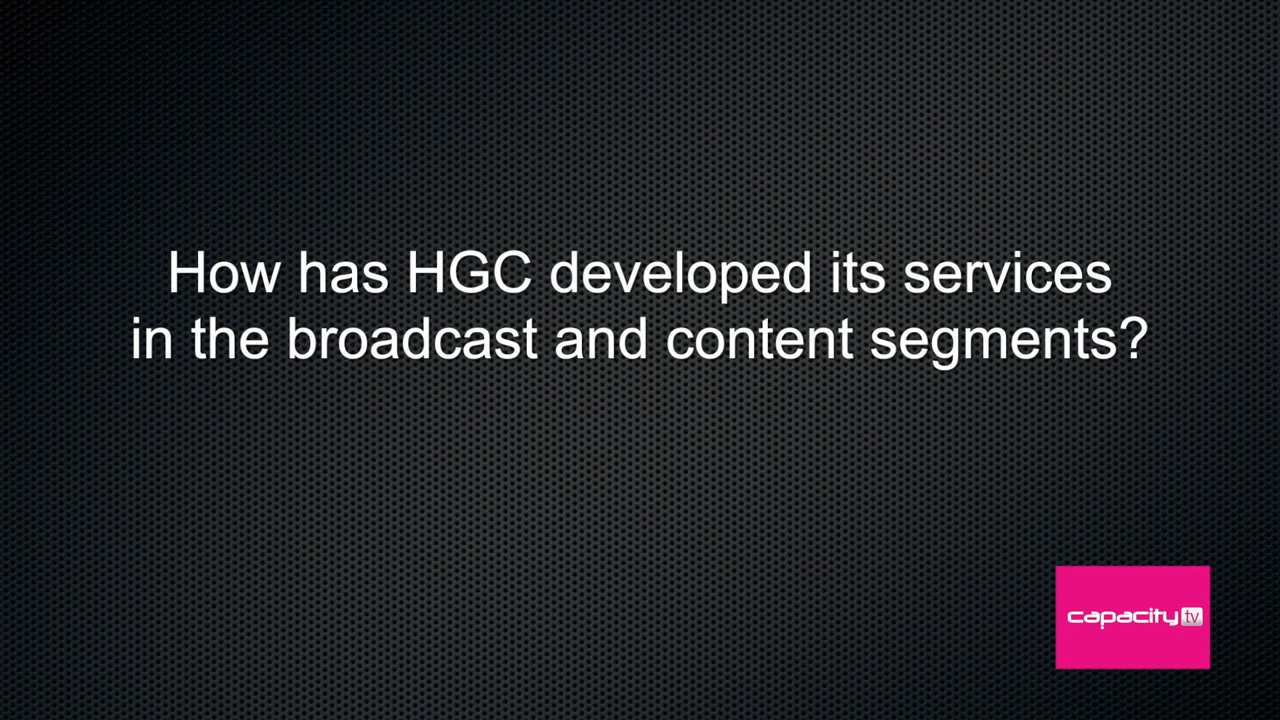 How has HGC developed its services
in the broadcast and content segments?
capacity tv